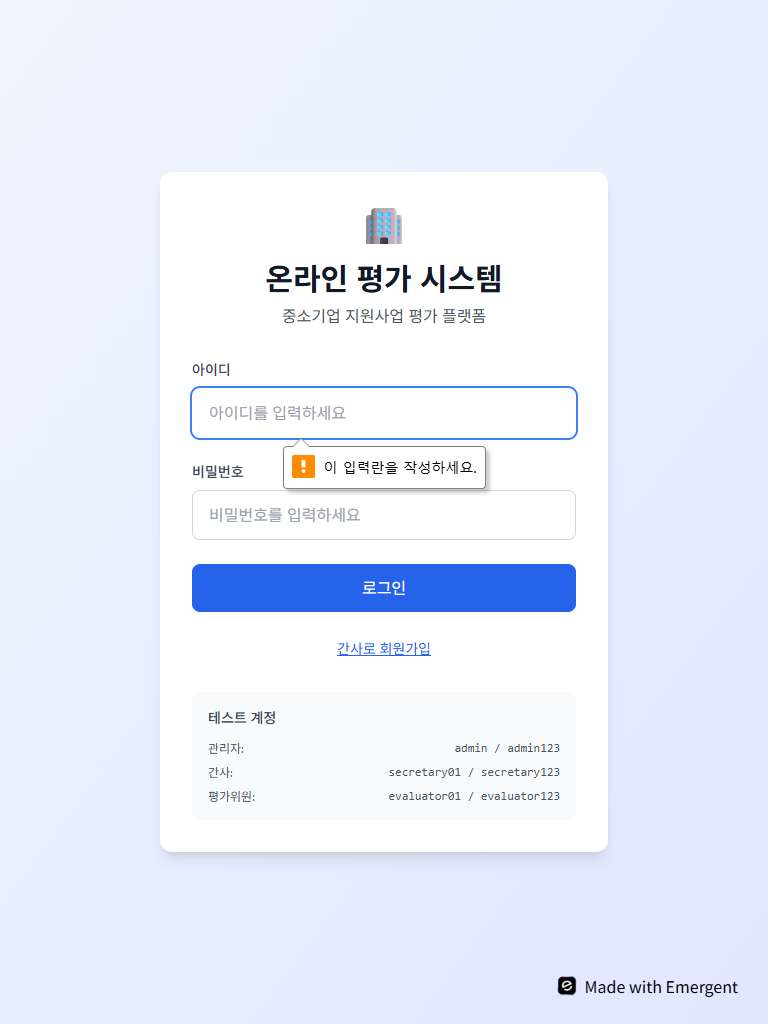 온라인 평가 시스템
중소기업 지원사업 평가 플랫폼
아이디
아이디를 입력하세요
이 입력란을 작성하세요.
비밀번호
비밀번호를 입력하세요
로그인
간사로 회원가입
테스트 계정
관리자: admin / admin123
간사: secretary01 / secretary123
평가위원: evaluator01 / evaluator123
Made with Emergent